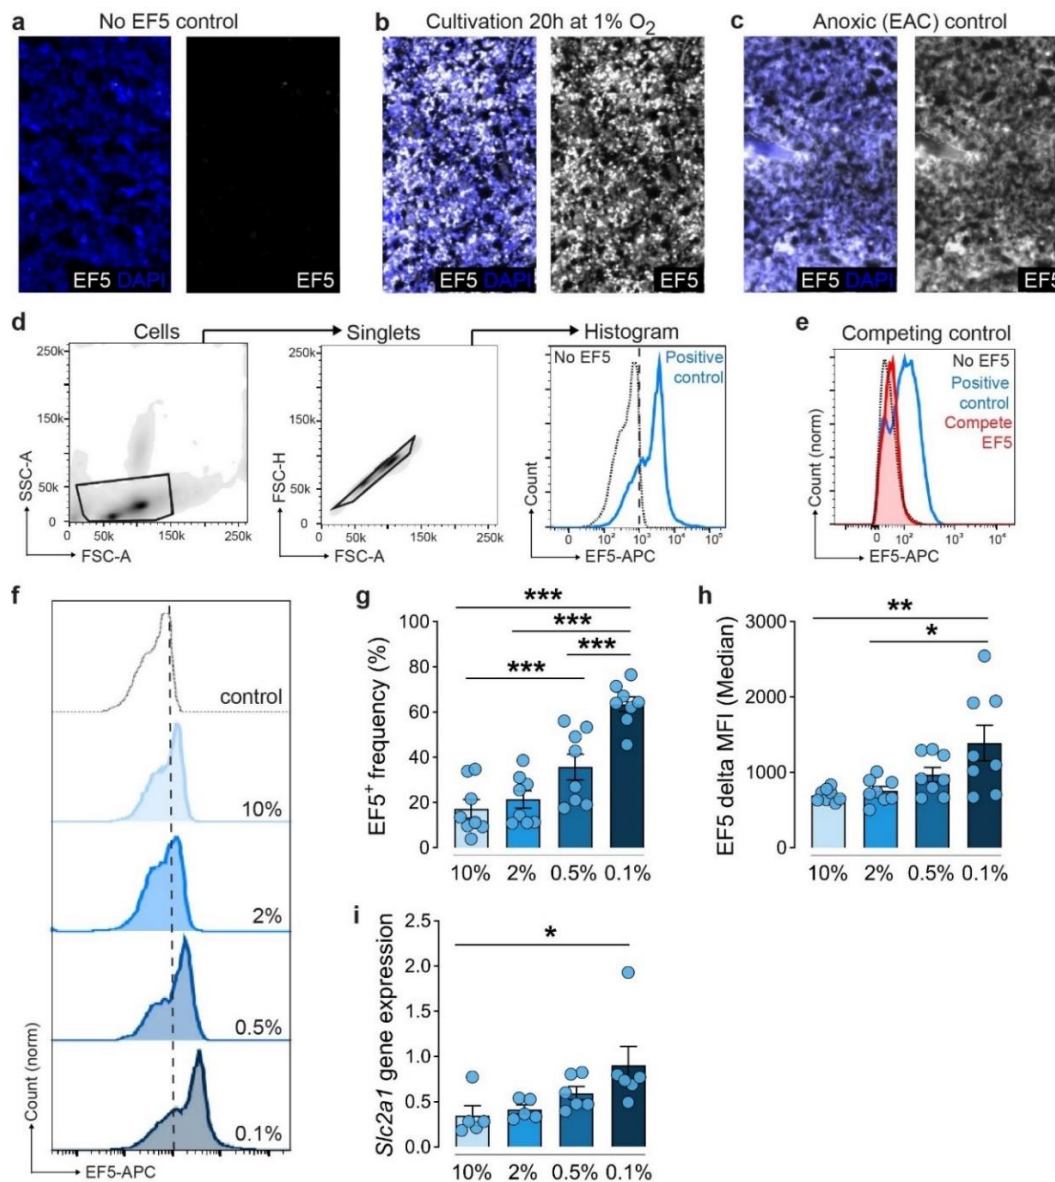 a No EF5 control
EF5 DAPI
EF5
b Cultivation 20h at 1% O2
EF5 DAPI
EF5
c Anoxic (EAC) control
EF5 DAPI
EF5
d Cells
Singlets
Histogram
250k
150k
50k
0
0 50k 150k 250k
SSC-A
FSC-A
250k
150k
50k
0
0 50k 150k 250k
FSC-H
FSC-A
No EF5
Positive
control
Count
0 10² 10³ 10⁴ 10⁵
EF5-APC
e Competing control
No EF5
Positive
control
Compete
EF5
Count (norm)
0 10² 10³ 10⁴
EF5-APC
f
control
10%
2%
0.5%
0.1%
Count (norm)
EF5-APC
g
***
***
***
***
EF5⁺ frequency (%)
100
80
60
40
20
0
10% 2% 0.5% 0.1%
h
**
*
EF5 delta MFI (Median)
3000
2000
1000
0
10% 2% 0.5% 0.1%
i
*
Slc2a1 gene expression
2.5
2.0
1.5
1.0
0.5
0.0
10% 2% 0.5% 0.1%